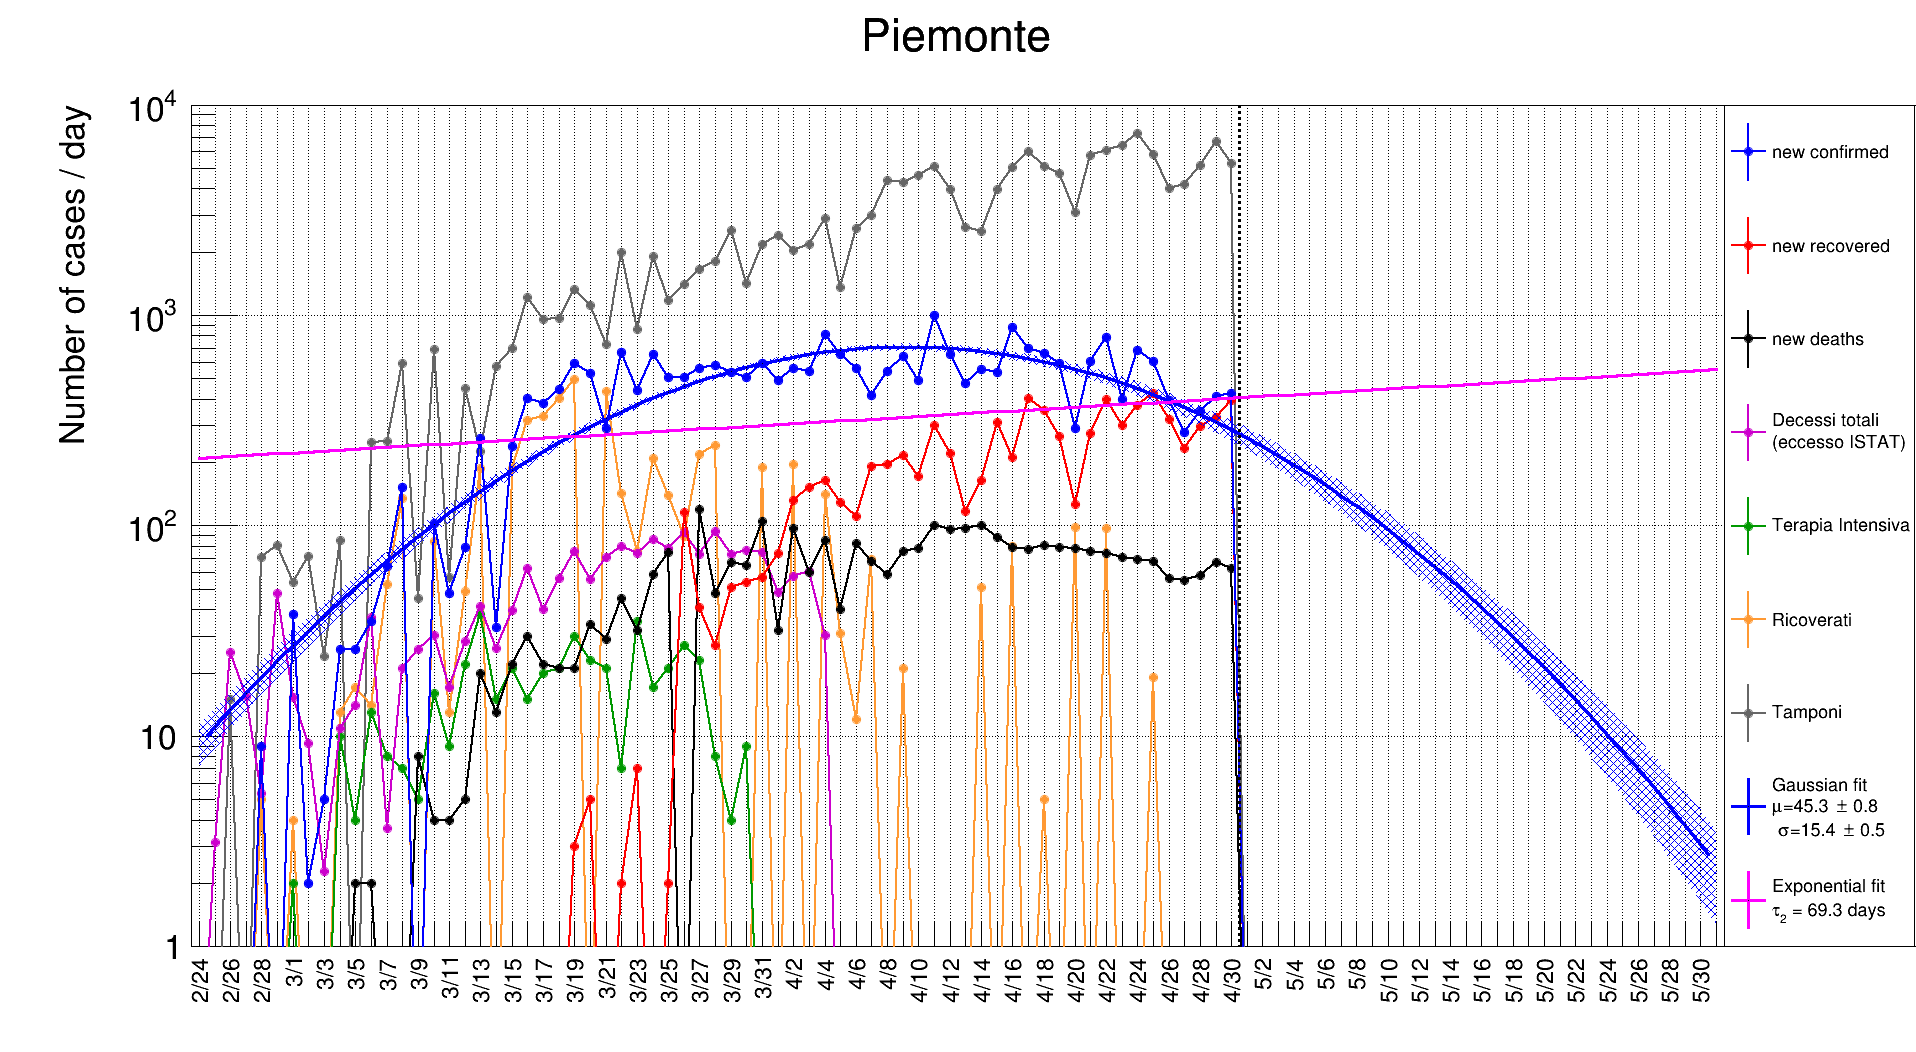 Piemonte
Number of cases / day
10^4
10^3
10^2
10
1
2/24 2/26 2/28 3/1 3/3 3/5 3/7 3/9 3/11 3/13 3/15 3/17 3/19 3/21 3/23 3/25 3/27 3/29 3/31 4/2 4/4 4/6 4/8 4/10 4/12 4/14 4/16 4/18 4/20 4/22 4/24 4/26 4/28 4/30 5/2 5/4 5/6 5/8 5/10 5/12 5/14 5/16 5/18 5/20 5/22 5/24 5/26 5/28 5/30
new confirmed
new recovered
new deaths
Decessi totali
(eccesso ISTAT)
Terapia Intensiva
Ricoverati
Tamponi
Gaussian fit
μ=45.3 ± 0.8
σ=15.4 ± 0.5
Exponential fit
τ₂ = 69.3 days